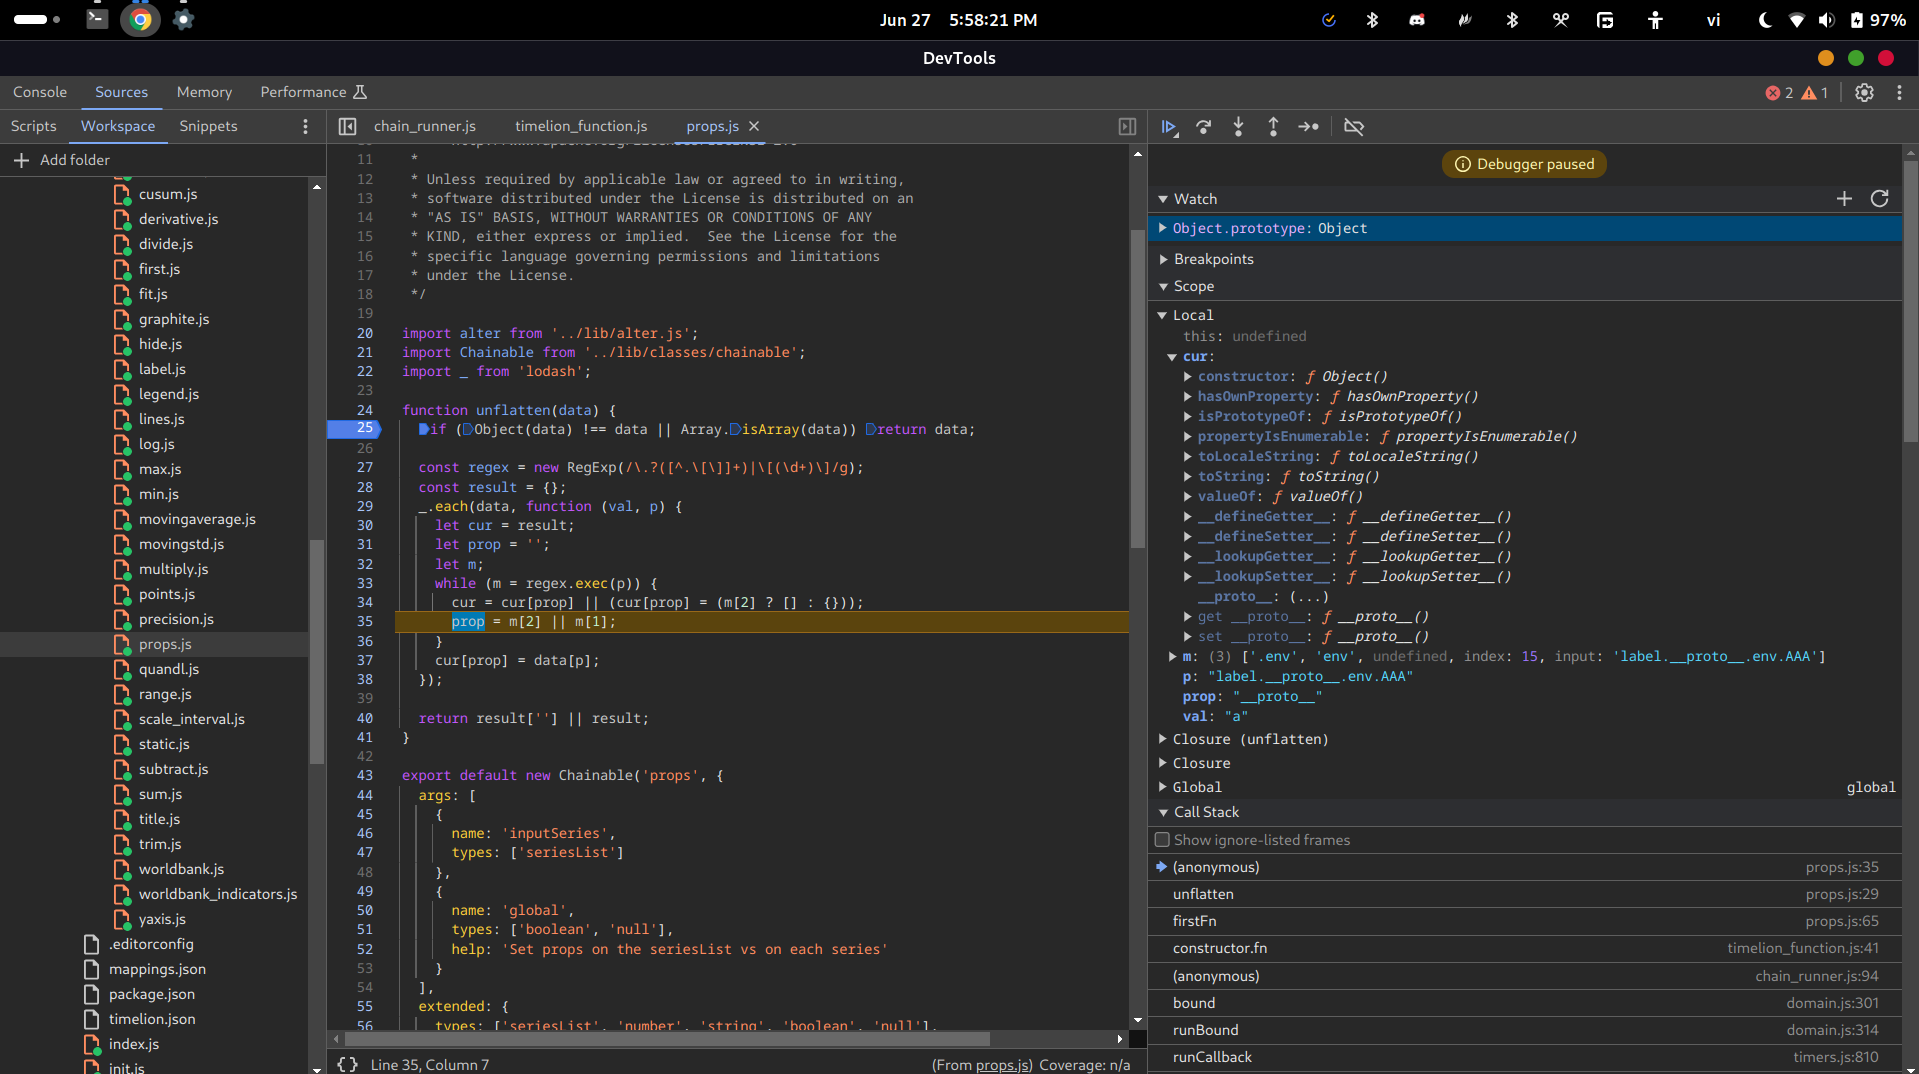 Jun 27 5:58:21 PM
vi
97%
DevTools
Console Sources Memory Performance
2 1
Scripts Workspace Snippets
chain_runner.js timelion_function.js props.js
Add folder
cusum.js
derivative.js
divide.js
first.js
fit.js
graphite.js
hide.js
label.js
legend.js
lines.js
log.js
max.js
min.js
movingaverage.js
movingstd.js
multiply.js
points.js
precision.js
props.js
quandl.js
range.js
scale_interval.js
static.js
subtract.js
sum.js
title.js
trim.js
worldbank.js
worldbank_indicators.js
yaxis.js
.editorconfig
mappings.json
package.json
timelion.json
index.js
init.js
11 *
12 * Unless required by applicable law or agreed to in writing,
13 * software distributed under the License is distributed on an
14 * "AS IS" BASIS, WITHOUT WARRANTIES OR CONDITIONS OF ANY
15 * KIND, either express or implied.  See the License for the
16 * specific language governing permissions and limitations
17 * under the License.
18 */
19
20 import alter from '../lib/alter.js';
21 import Chainable from '../lib/classes/chainable';
22 import _ from 'lodash';
23
24 function unflatten(data) {
25 if (Object(data) !== data || Array.isArray(data)) return data;
26
27 const regex = new RegExp(/\.?([^.\[\]]+)|\[(\d+)\]/g);
28 const result = {};
29 _.each(data, function (val, p) {
30 let cur = result;
31 let prop = '';
32 let m;
33 while (m = regex.exec(p)) {
34 cur = cur[prop] || (cur[prop] = (m[2] ? [] : {}));
35 prop = m[2] || m[1];
36 }
37 cur[prop] = data[p];
38 });
39
40 return result[''] || result;
41 }
42
43 export default new Chainable('props', {
44 args: [
45 {
46 name: 'inputSeries',
47 types: ['seriesList']
48 },
49 {
50 name: 'global',
51 types: ['boolean', 'null'],
52 help: 'Set props on the seriesList vs on each series'
53 }
54 ],
55 extended: {
56 types: ['seriesList', 'number', 'string', 'boolean', 'null'],
{} Line 35, Column 7 (From props.js) Coverage: n/a
Debugger paused
Watch
Object.prototype: Object
Breakpoints
Scope
Local
this: undefined
cur:
constructor: ƒ Object()
hasOwnProperty: ƒ hasOwnProperty()
isPrototypeOf: ƒ isPrototypeOf()
propertyIsEnumerable: ƒ propertyIsEnumerable()
toLocaleString: ƒ toLocaleString()
toString: ƒ toString()
valueOf: ƒ valueOf()
__defineGetter__: ƒ __defineGetter__()
__defineSetter__: ƒ __defineSetter__()
__lookupGetter__: ƒ __lookupGetter__()
__lookupSetter__: ƒ __lookupSetter__()
__proto__: (...)
get __proto__: ƒ __proto__()
set __proto__: ƒ __proto__()
m: (3) ['.env', 'env', undefined, index: 15, input: 'label.__proto__.env.AAA']
p: "label.__proto__.env.AAA"
prop: "__proto__"
val: "a"
Closure (unflatten)
Closure
Global global
Call Stack
Show ignore-listed frames
(anonymous) props.js:35
unflatten props.js:29
firstFn props.js:65
constructor.fn timelion_function.js:41
(anonymous) chain_runner.js:94
bound domain.js:301
runBound domain.js:314
runCallback timers.js:810